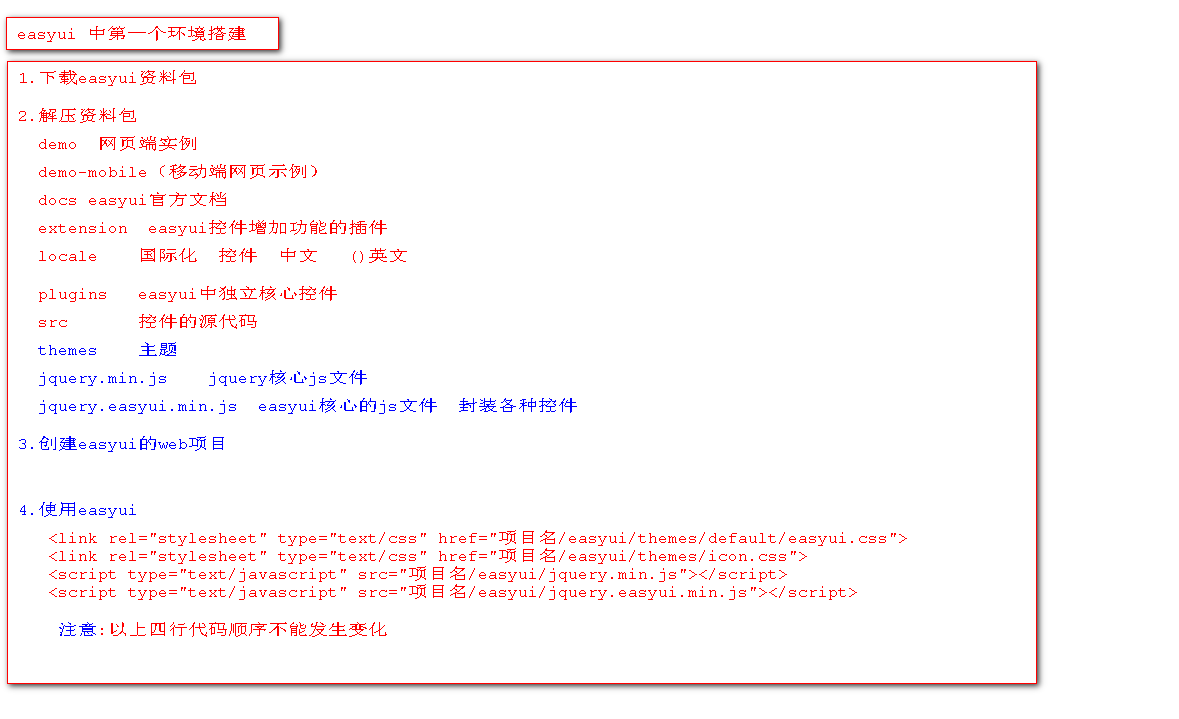 easyui 中第一个环境搭建
1.下载easyui资料包
2.解压资料包
demo  网页端实例
demo-mobile（移动端网页示例）
docs easyui官方文档
extension  easyui控件增加功能的插件
locale    国际化  控件  中文   ()英文
plugins   easyui中独立核心控件
src       控件的源代码
themes    主题
jquery.min.js    jquery核心js文件
jquery.easyui.min.js  easyui核心的js文件  封装各种控件
3.创建easyui的web项目
4.使用easyui
<link rel="stylesheet" type="text/css" href="项目名/easyui/themes/default/easyui.css">
<link rel="stylesheet" type="text/css" href="项目名/easyui/themes/icon.css">
<script type="text/javascript" src="项目名/easyui/jquery.min.js"></script>
<script type="text/javascript" src="项目名/easyui/jquery.easyui.min.js"></script>
注意:以上四行代码顺序不能发生变化